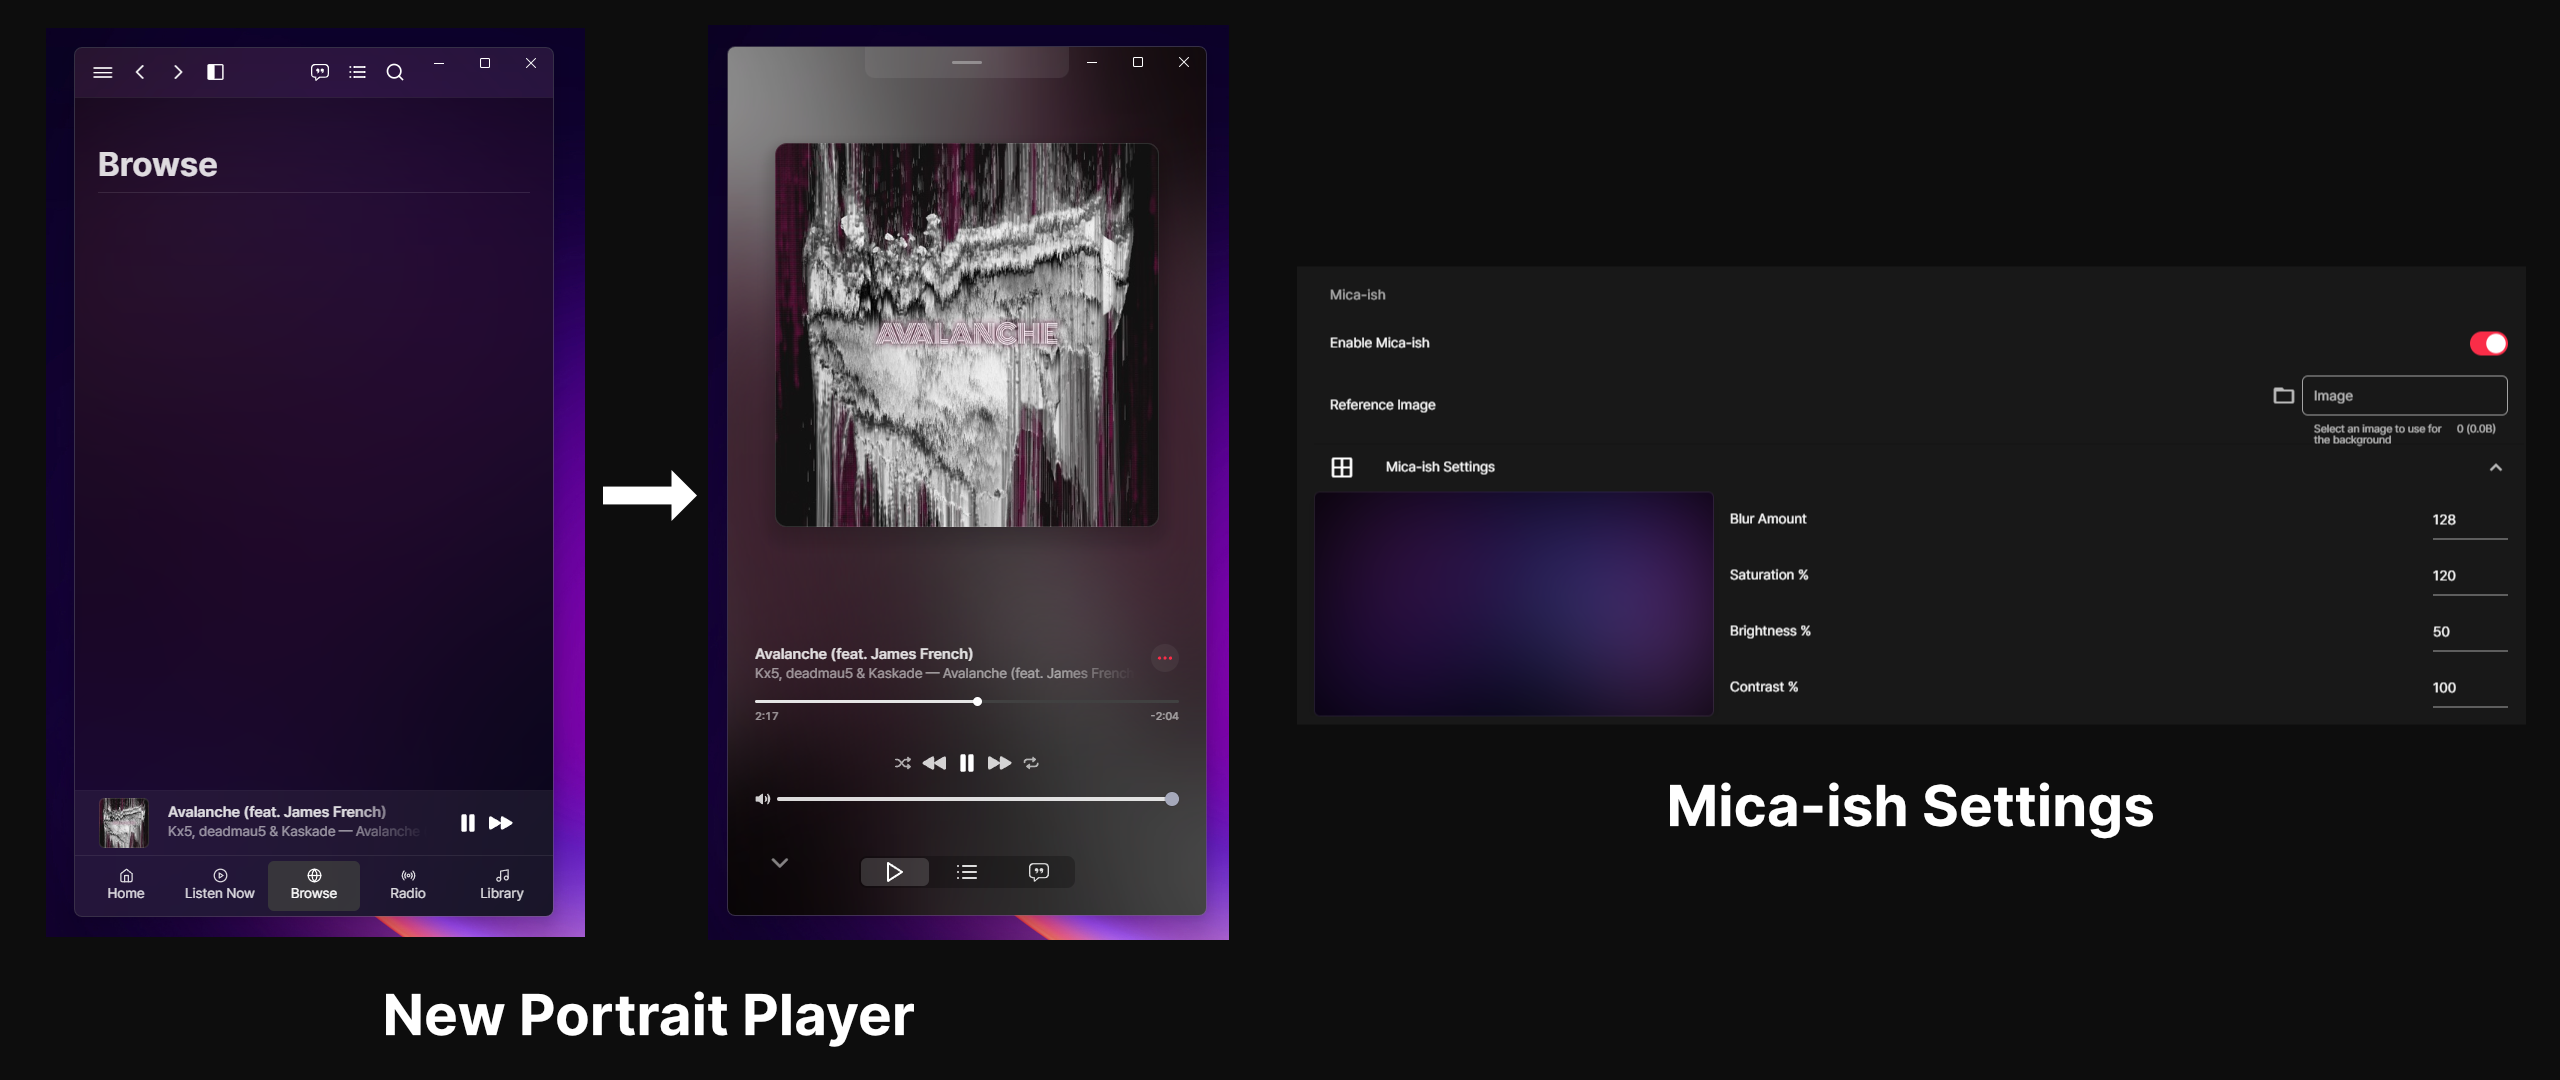 Browse
Avalanche (feat. James French)
Kx5, deadmau5 & Kaskade — Avalanche
Home
Listen Now
Browse
Radio
Library
AVALANCHE
Avalanche (feat. James French)
Kx5, deadmau5 & Kaskade — Avalanche (feat. James French
2:17
-2:04
New Portrait Player
Mica-ish
Enable Mica-ish
Reference Image
Image
Select an image to use for
the background
0 (0.0B)
Mica-ish Settings
Blur Amount
128
Saturation %
120
Brightness %
50
Contrast %
100
Mica-ish Settings